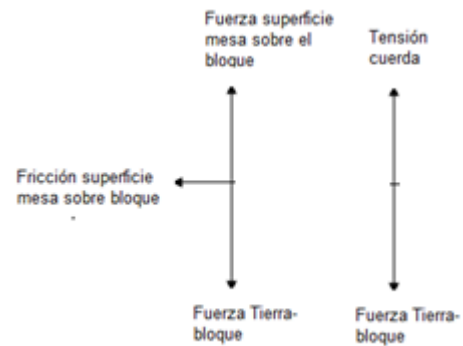 Fuerza superficie
mesa sobre el
bloque
Tensión
cuerda
Fricción superficie
mesa sobre bloque
Fuerza Tierra-
bloque
Fuerza Tierra-
bloque